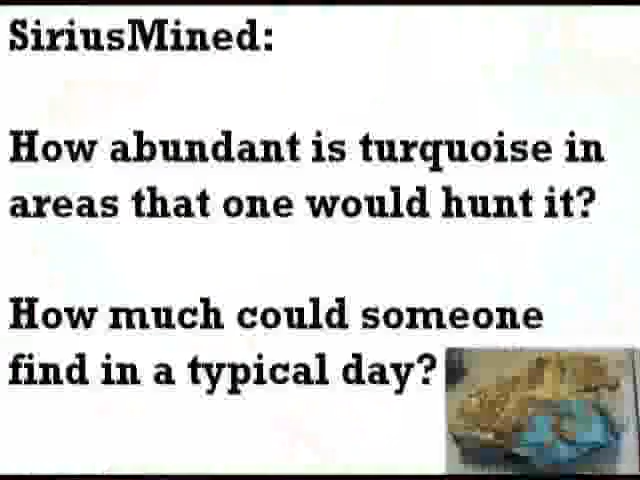 SiriusMined:
How abundant is turquoise in
areas that one would hunt it?
How much could someone
find in a typical day?